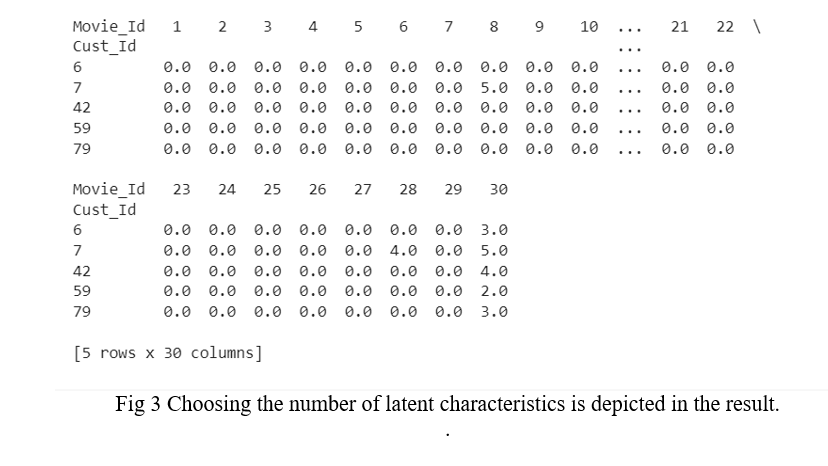 Movie_Id 1 2 3 4 5 6 7 8 9 10 ... 21 22 \
Cust_Id ...
6 0.0 0.0 0.0 0.0 0.0 0.0 0.0 0.0 0.0 0.0 ... 0.0 0.0
7 0.0 0.0 0.0 0.0 0.0 0.0 0.0 5.0 0.0 0.0 ... 0.0 0.0
42 0.0 0.0 0.0 0.0 0.0 0.0 0.0 0.0 0.0 0.0 ... 0.0 0.0
59 0.0 0.0 0.0 0.0 0.0 0.0 0.0 0.0 0.0 0.0 ... 0.0 0.0
79 0.0 0.0 0.0 0.0 0.0 0.0 0.0 0.0 0.0 0.0 ... 0.0 0.0
Movie_Id 23 24 25 26 27 28 29 30
Cust_Id
6 0.0 0.0 0.0 0.0 0.0 0.0 0.0 3.0
7 0.0 0.0 0.0 0.0 0.0 4.0 0.0 5.0
42 0.0 0.0 0.0 0.0 0.0 0.0 0.0 4.0
59 0.0 0.0 0.0 0.0 0.0 0.0 0.0 2.0
79 0.0 0.0 0.0 0.0 0.0 0.0 0.0 3.0
[5 rows x 30 columns]
Fig 3 Choosing the number of latent characteristics is depicted in the result.
.